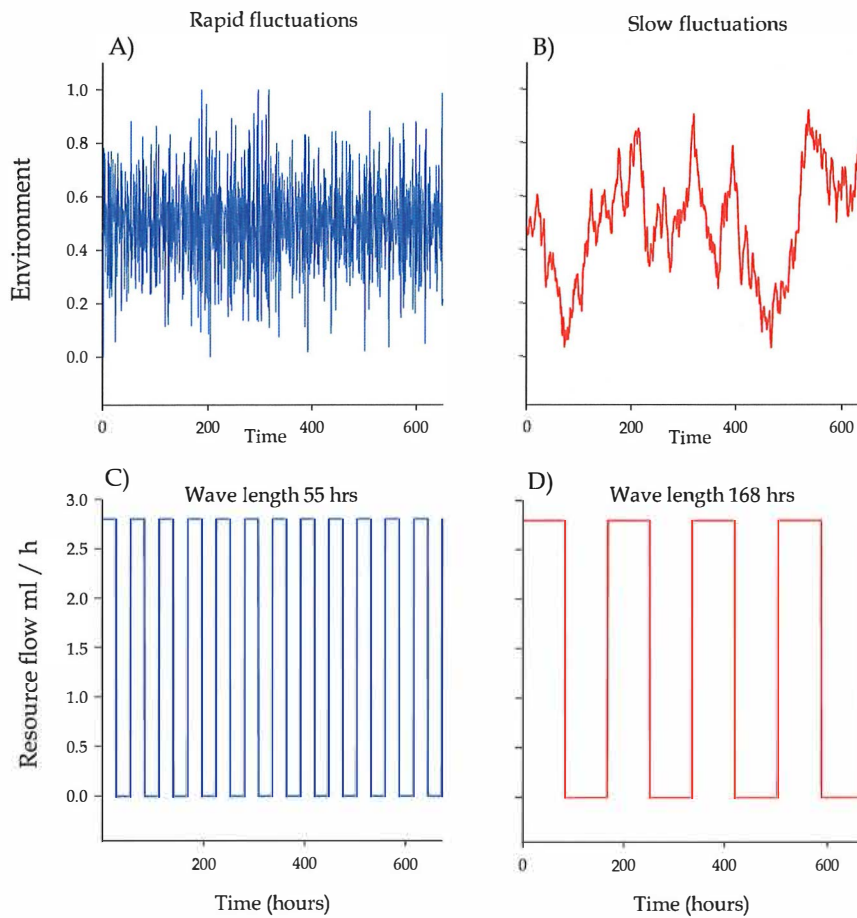 Rapid fluctuations
Slow fluctuations
A)
B)
1.0
0.8
0.6
0.4
0.2
0.0
Environment
0
200
400
600
Time
0
200
400
600
Time
C)
Wave length 55 hrs
D)
Wave length 168 hrs
3.0
2.5
2.0
1.5
1.0
0.5
0.0
Resource flow ml / h
200
400
600
Time (hours)
0
200
400
600
Time (hours)